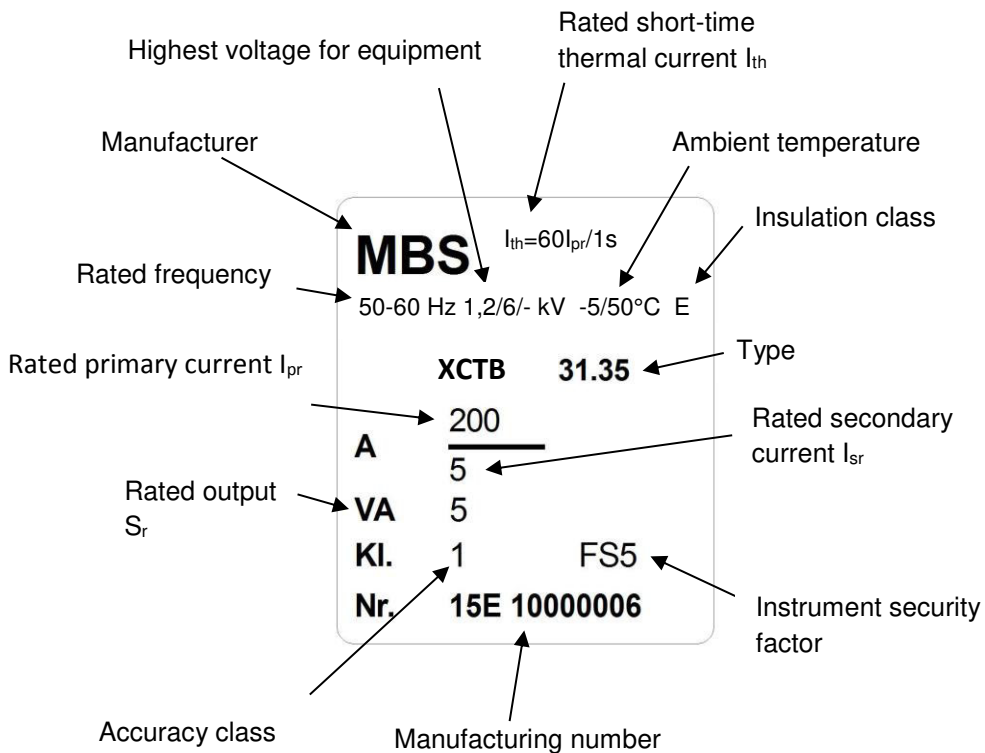 Rated short-time
thermal current Ith
Highest voltage for equipment
Manufacturer
Ambient temperature
Insulation class
MBS
Ith=60Ipr/1s
Rated frequency
50-60 Hz 1,2/6/- kV -5/50°C E
Rated primary current Ipr
XCTB 31.35
Type
A
200
5
Rated secondary
current Isr
Rated output
Sr
VA 5
Kl. 1 FS5
Nr. 15E 10000006
Instrument security
factor
Accuracy class
Manufacturing number